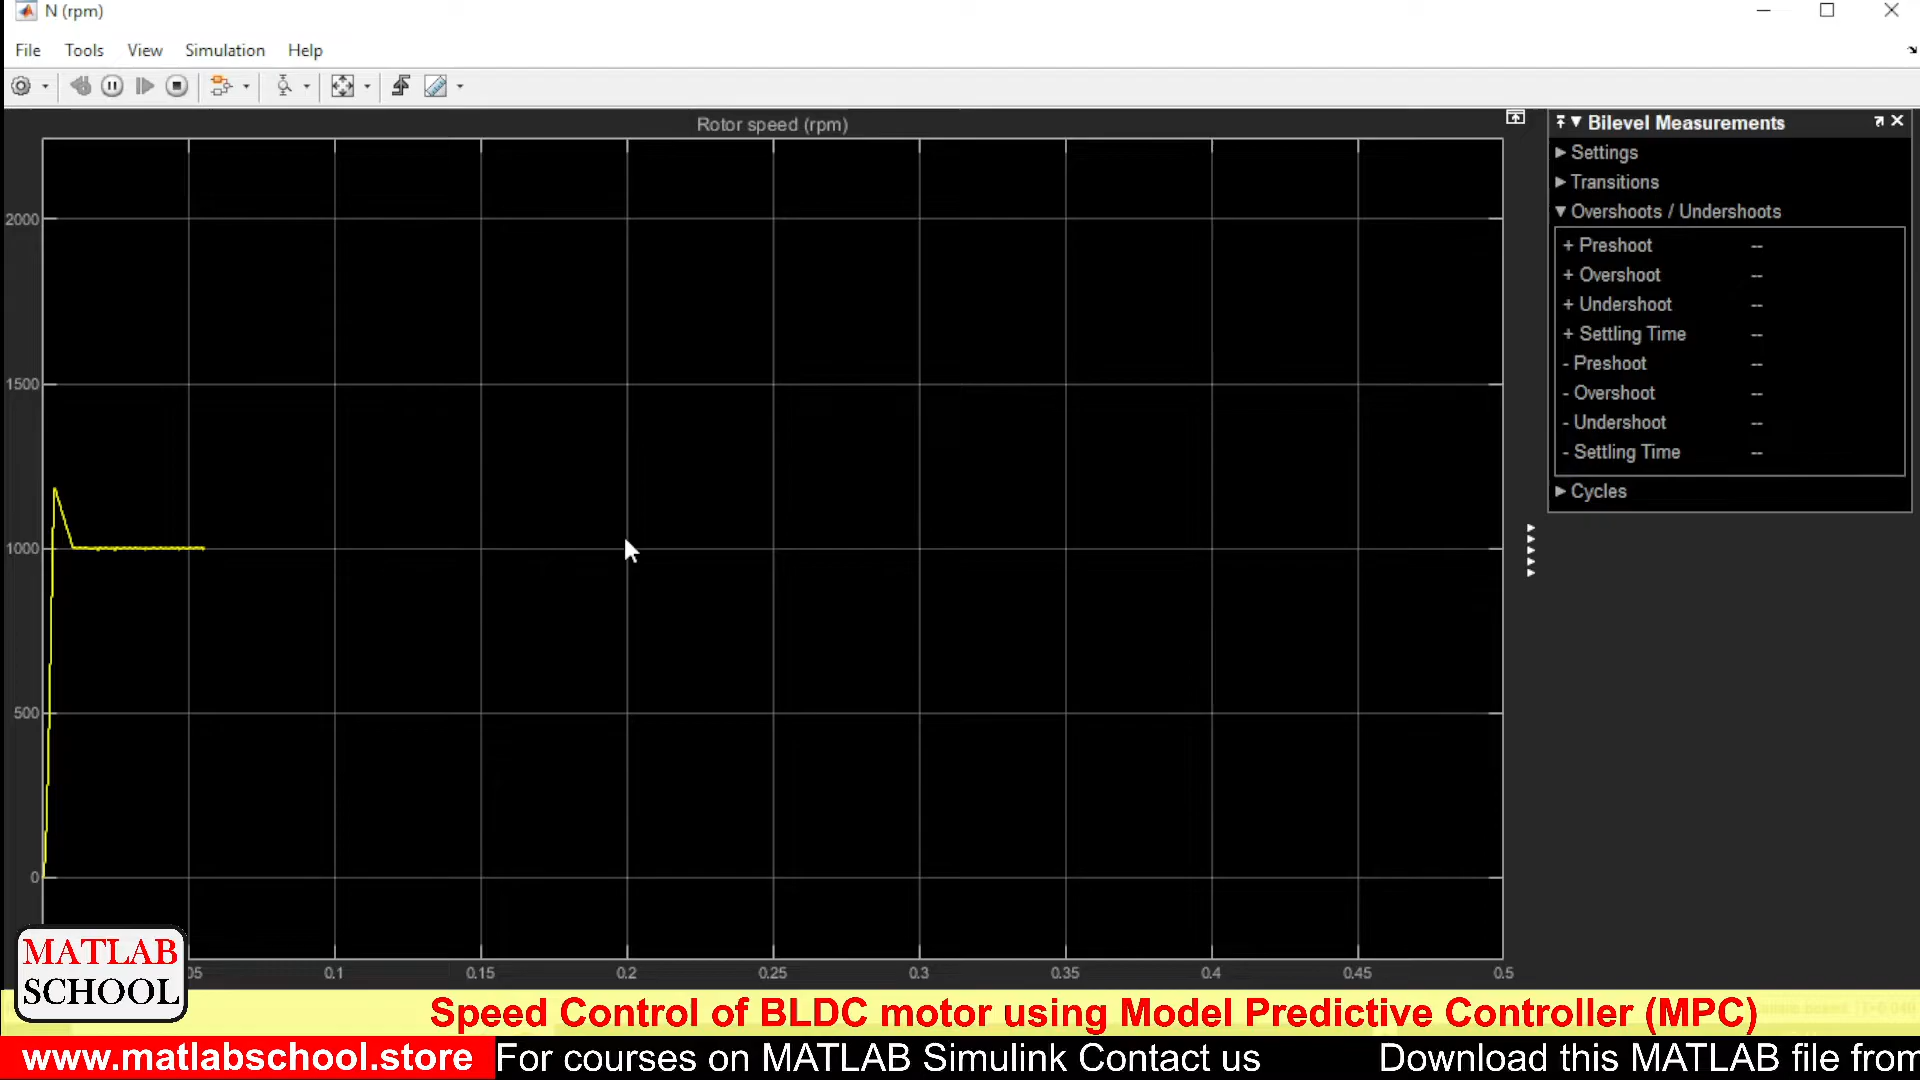 N (rpm)
File Tools View Simulation Help
Rotor speed (rpm)
2000
1500
1000
500
0
05 0.1 0.15 0.2 0.25 0.3 0.35 0.4 0.45 0.5
Bilevel Measurements
Settings
Transitions
Overshoots / Undershoots
+ Preshoot --
+ Overshoot --
+ Undershoot --
+ Settling Time --
- Preshoot --
- Overshoot --
- Undershoot --
- Settling Time --
Cycles
MATLAB
SCHOOL
Speed Control of BLDC motor using Model Predictive Controller (MPC)
www.matlabschool.store For courses on MATLAB Simulink Contact us Download this MATLAB file from